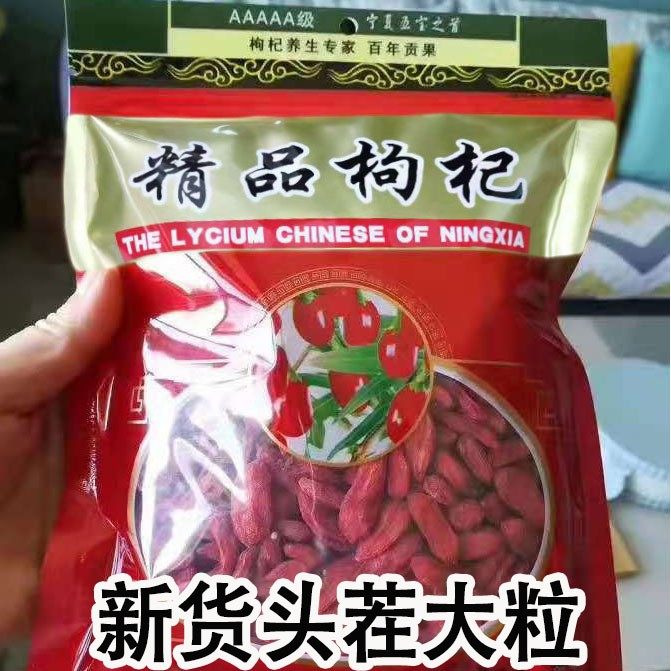 AAAAA级 宁夏五宝之首
枸杞养生专家 百年贡果
精品枸杞
THE LYCIUM CHINESE OF NINGXIA
新货头茬大粒